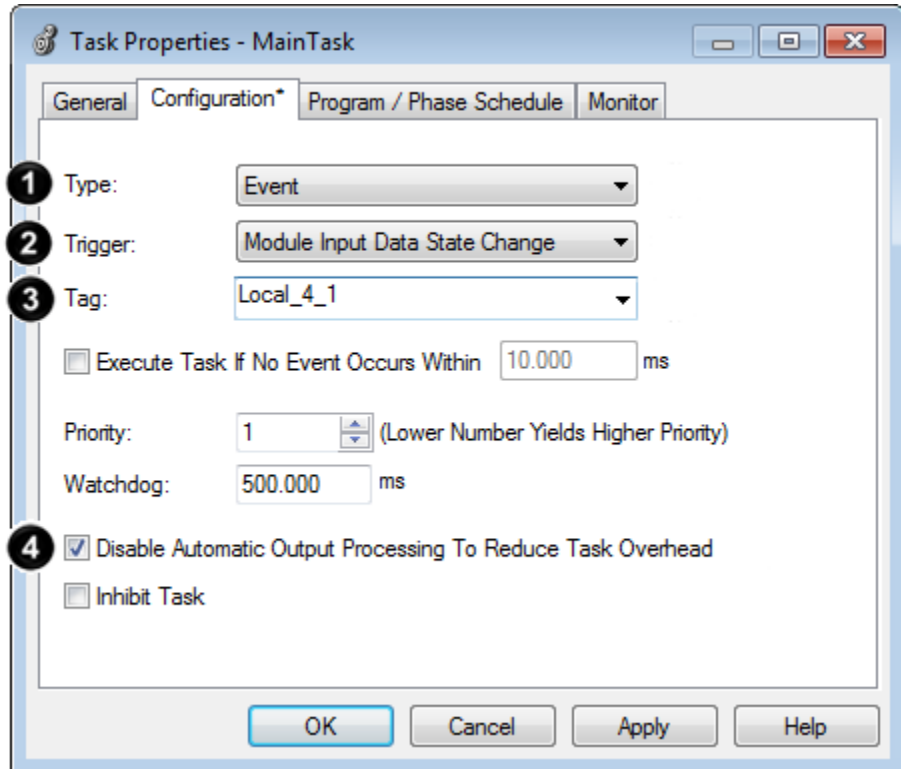 Task Properties - MainTask
General Configuration* Program / Phase Schedule Monitor
1 Type: Event
2 Trigger: Module Input Data State Change
3 Tag: Local_4_1
Execute Task If No Event Occurs Within 10.000 ms
Priority: 1 (Lower Number Yields Higher Priority)
Watchdog: 500.000 ms
4 Disable Automatic Output Processing To Reduce Task Overhead
Inhibit Task
OK Cancel Apply Help